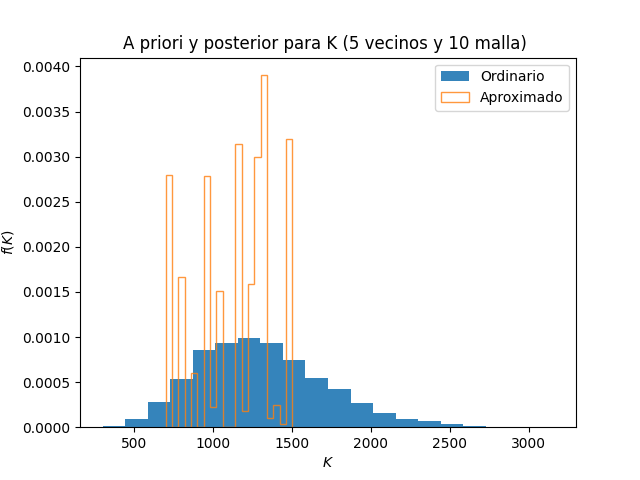 A priori y posterior para K (5 vecinos y 10 malla)
Ordinario
Aproximado
f(K)
0.0040
0.0035
0.0030
0.0025
0.0020
0.0015
0.0010
0.0005
0.0000
500 1000 1500 2000 2500 3000
K